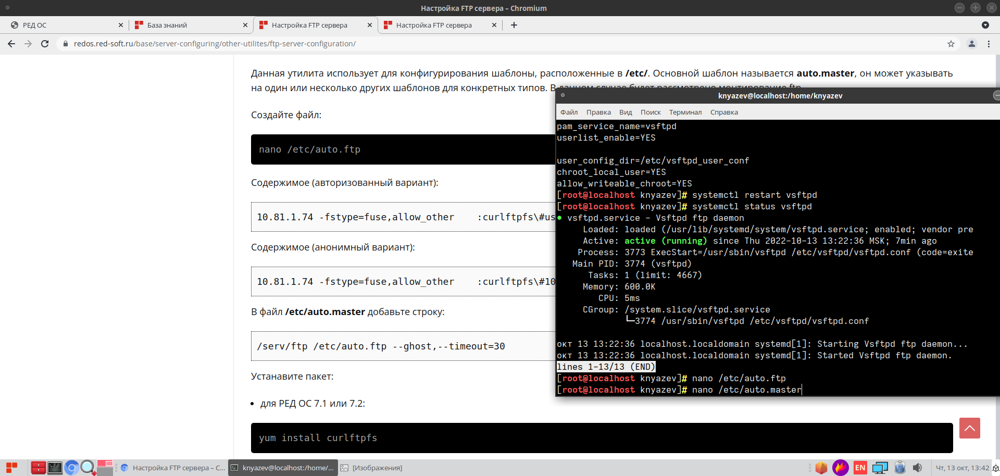 Настройка FTP сервера – Chromium
РЕД ОС
База знаний
Настройка FTP сервера
Настройка FTP сервера
redos.red-soft.ru/base/server-configuring/other-utilites/ftp-server-configuration/
Данная утилита использует для конфигурирования шаблоны, расположенные в /etc/. Основной шаблон называется auto.master, он может указывать
на один или несколько других шаблонов для конкретных типов. В данном случае будет рассмотрено монтирование ftp.
Создайте файл:
nano /etc/auto.ftp
Содержимое (авторизованный вариант):
10.81.1.74 -fstype=fuse,allow_other    :curlftpfs\#us
Содержимое (анонимный вариант):
10.81.1.74 -fstype=fuse,allow_other    :curlftpfs\#10
В файл /etc/auto.master добавьте строку:
/serv/ftp /etc/auto.ftp --ghost,--timeout=30
Устанавите пакет:
• для РЕД ОС 7.1 или 7.2:
yum install curlftpfs
knyazev@localhost:/home/knyazev
Файл Правка Вид Поиск Терминал Справка
pam_service_name=vsftpd
userlist_enable=YES
user_config_dir=/etc/vsftpd_user_conf
chroot_local_user=YES
allow_writeable_chroot=YES
[root@localhost knyazev]# systemctl restart vsftpd
[root@localhost knyazev]# systemctl status vsftpd
● vsftpd.service - Vsftpd ftp daemon
Loaded: loaded (/usr/lib/systemd/system/vsftpd.service; enabled; vendor pre
Active: active (running) since Thu 2022-10-13 13:22:36 MSK; 7min ago
Process: 3773 ExecStart=/usr/sbin/vsftpd /etc/vsftpd/vsftpd.conf (code=exite
Main PID: 3774 (vsftpd)
Tasks: 1 (limit: 4667)
Memory: 600.0K
CPU: 5ms
CGroup: /system.slice/vsftpd.service
└─3774 /usr/sbin/vsftpd /etc/vsftpd/vsftpd.conf
окт 13 13:22:36 localhost.localdomain systemd[1]: Starting Vsftpd ftp daemon...
окт 13 13:22:36 localhost.localdomain systemd[1]: Started Vsftpd ftp daemon.
lines 1-13/13 (END)
[root@localhost knyazev]# nano /etc/auto.ftp
[root@localhost knyazev]# nano /etc/auto.master
Настройка FTP сервера – C...
knyazev@localhost:/home/...
[Изображения]
EN
Чт, 13 окт, 13:42